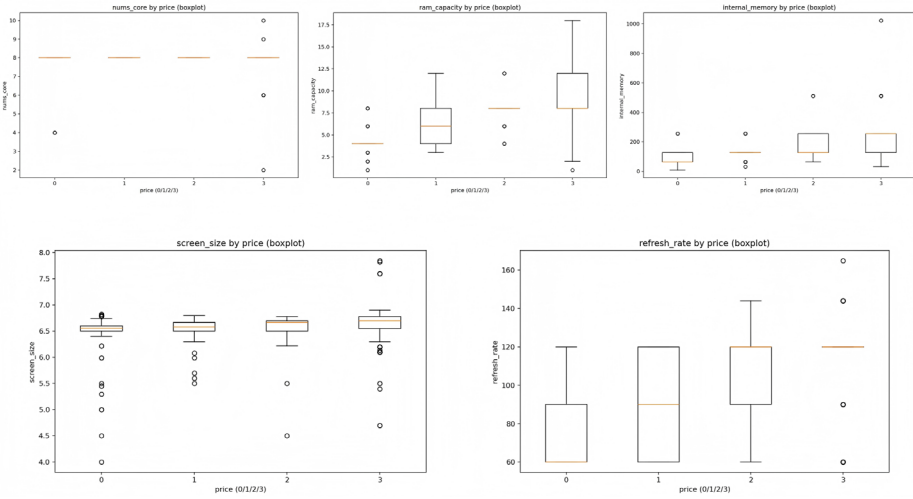 nums_core by price (boxplot)
10
9
8
7
6
5
4
3
2
nums_core
0 1 2 3
price (0/1/2/3)
ram_capacity by price (boxplot)
17.5
15.0
12.5
10.0
7.5
5.0
2.5
ram_capacity
0 1 2 3
price (0/1/2/3)
internal_memory by price (boxplot)
1000
800
600
400
200
0
internal_memory
0 1 2 3
price (0/1/2/3)
screen_size by price (boxplot)
8.0
7.5
7.0
6.5
6.0
5.5
5.0
4.5
4.0
screen_size
0 1 2 3
price (0/1/2/3)
refresh_rate by price (boxplot)
160
140
120
100
80
60
refresh_rate
0 1 2 3
price (0/1/2/3)